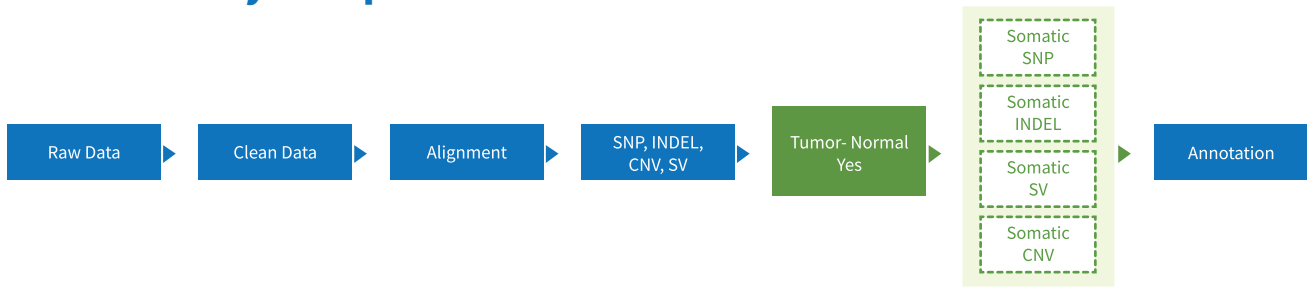 Raw Data
Clean Data
Alignment
SNP, INDEL,
CNV, SV
Tumor- Normal
Yes
Somatic
SNP
Somatic
INDEL
Somatic
SV
Somatic
CNV
Annotation